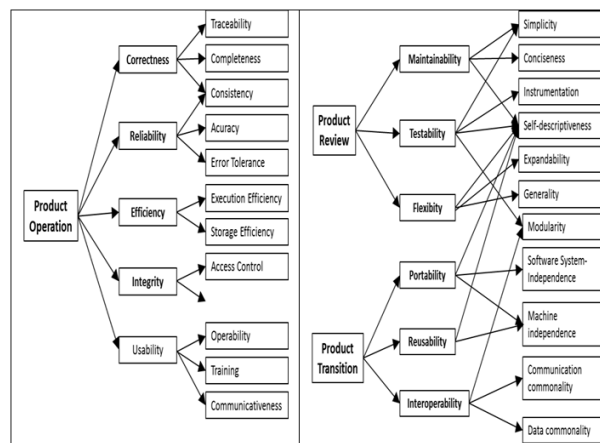 Traceability
Correctness
Completeness
Consistency
Reliability
Acuracy
Error Tolerance
Product
Operation
Efficiency
Execution Efficiency
Storage Efficiency
Integrity
Access Control
Usability
Operability
Training
Communicativeness
Simplicity
Maintainability
Conciseness
Instrumentation
Product
Review
Testability
Self-descriptiveness
Expandability
Flexibity
Generality
Modularity
Portability
Software System-
Independence
Product
Transition
Reusability
Machine
independence
Interoperability
Communication
commonality
Data commonality